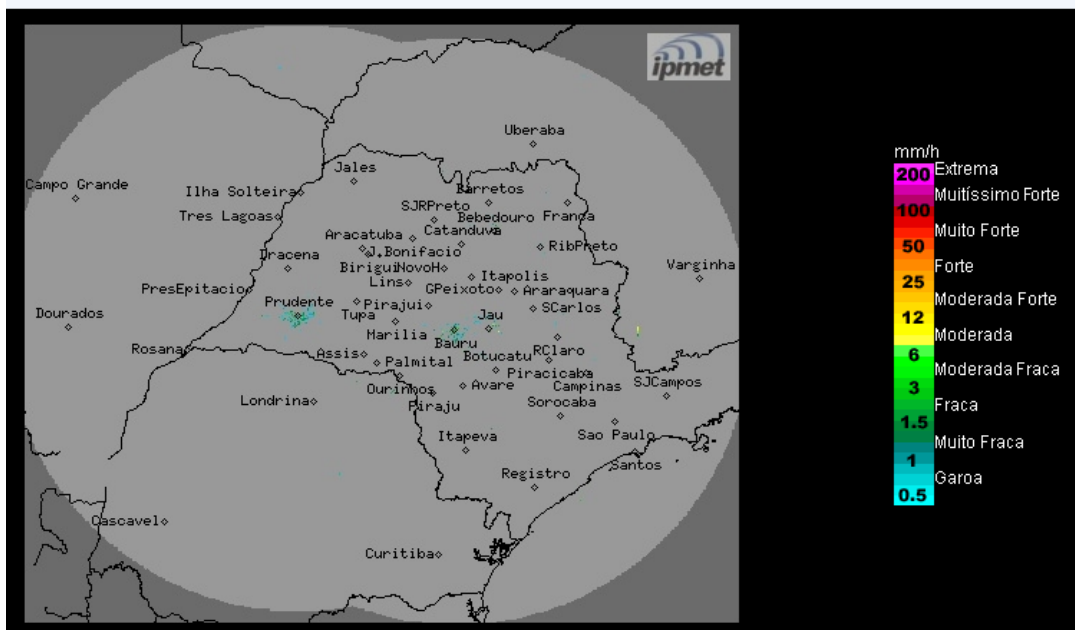 ipmet
Uberaba
Jales
Campo Grande
Ilha Solteira
Barretos
Tres Lagoas
SJRPreto
Bebedouro
Franca
Aracatuba
Catanduva
J.Bonifacio
RibPreto
Dracena
Birigui
NovoH
Itapolis
Varginha
Lins
PresEpitacio
GPeixoto
Araraquara
Prudente
Tupa
Pirajui
SCarlos
Dourados
Jau
Marilia
Bauru
Rosana
Assis
Palmital
Botucatu
RClaro
Piracicaba
Ourinhos
Avare
Campinas
SJCampos
Londrina
Piraju
Sorocaba
Itapeva
Sao Paulo
Santos
Registro
Cascavel
Curitiba
mm/h
200
Extrema
Muitíssimo Forte
100
Muito Forte
50
Forte
25
Moderada Forte
12
Moderada
6
Moderada Fraca
3
Fraca
1.5
Muito Fraca
1
Garoa
0.5